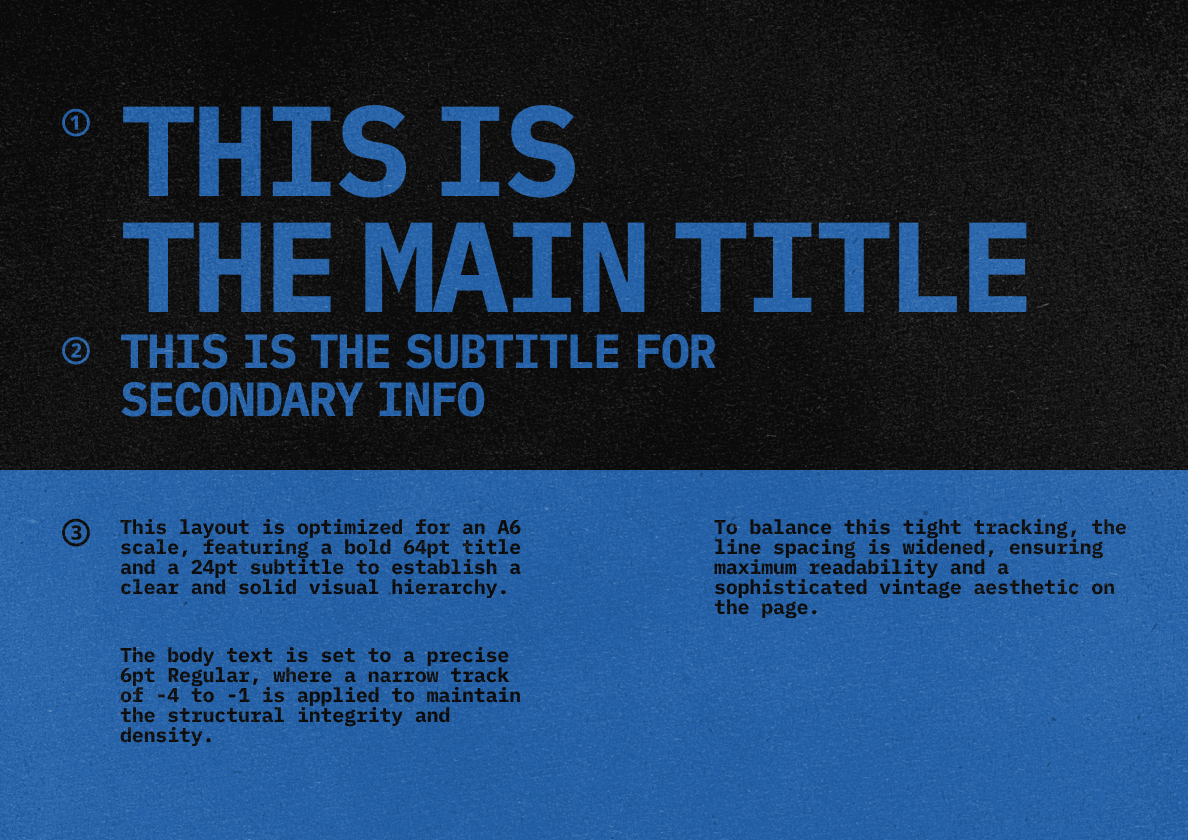 ① THIS IS
THE MAIN TITLE
② THIS IS THE SUBTITLE FOR
SECONDARY INFO
③ This layout is optimized for an A6
scale, featuring a bold 64pt title
and a 24pt subtitle to establish a
clear and solid visual hierarchy.
The body text is set to a precise
6pt Regular, where a narrow track
of -4 to -1 is applied to maintain
the structural integrity and
density.
To balance this tight tracking, the
line spacing is widened, ensuring
maximum readability and a
sophisticated vintage aesthetic on
the page.